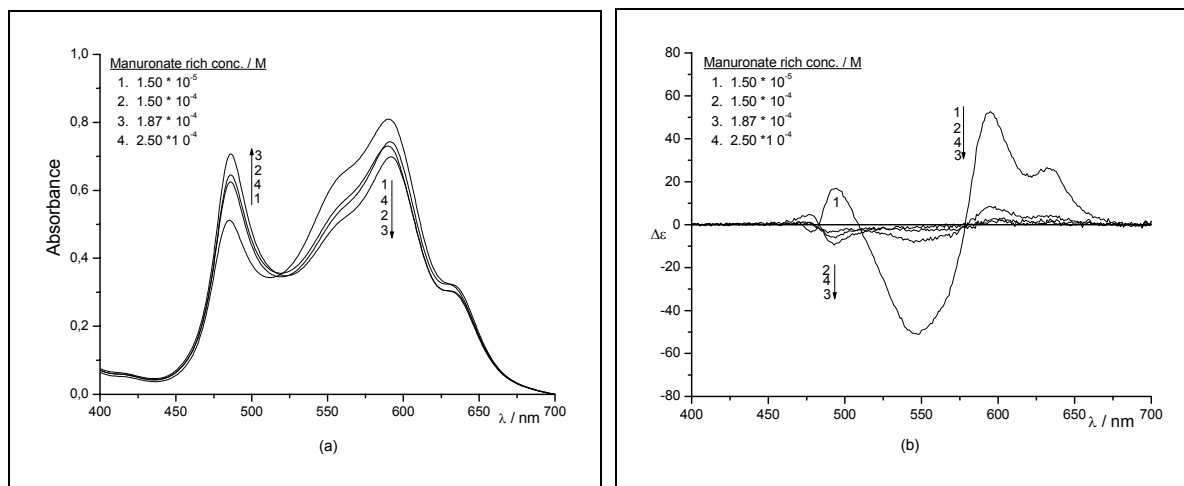 Manuronate rich conc. / M
1. 1.50 * 10-5
2. 1.50 * 10-4
3. 1.87 * 10-4
4. 2.50 *1 0-4
1,0
0,8
0,6
0,4
0,2
0,0
Absorbance
3
2
4
1
1
4
2
3
400 450 500 550 600 650 700
λ / nm
(a)
Manuronate rich conc. / M
1. 1.50 * 10-5
2. 1.50 * 10-4
3. 1.87 * 10-4
4. 2.50 *1 0-4
80
60
40
20
0
Δε
-20
-40
-60
-80
1
2
4
3
1
2
4
3
400 450 500 550 600 650 700
λ / nm
(b)